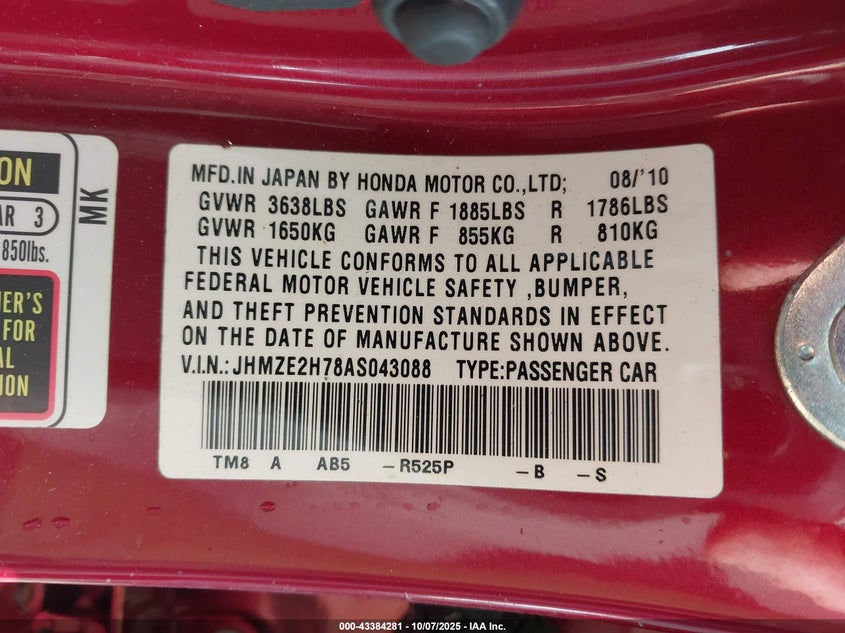 ON
AR 3
850lbs.
MK
ER'S
FOR
AL
ION
MFD.IN JAPAN BY HONDA MOTOR CO.,LTD; 08/'10
GVWR 3638LBS GAWR F 1885LBS R 1786LBS
GVWR 1650KG GAWR F 855KG R 810KG
THIS VEHICLE CONFORMS TO ALL APPLICABLE
FEDERAL MOTOR VEHICLE SAFETY ,BUMPER,
AND THEFT PREVENTION STANDARDS IN EFFECT
ON THE DATE OF MANUFACTURE SHOWN ABOVE.
V.I.N.:JHMZE2H78AS043088 TYPE:PASSENGER CAR
TM8 A AB5 -R525P -B -S
000-43384281 - 10/07/2025 - IAA Inc.